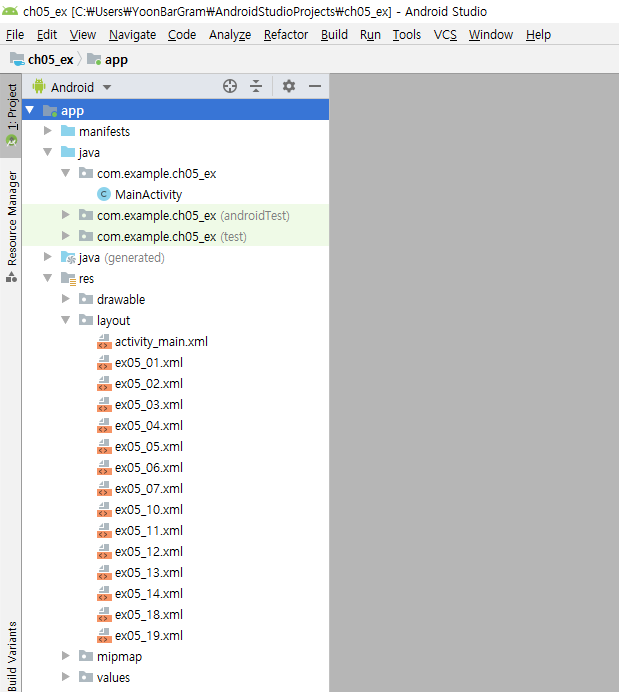 ch05_ex [C:₩Users₩YoonBarGram₩AndroidStudioProjects₩ch05_ex] - Android Studio
File Edit View Navigate Code Analyze Refactor Build Run Tools VCS Window Help
ch05_ex app
1: Project
Resource Manager
Build Variants
Android
app
manifests
java
com.example.ch05_ex
C MainActivity
com.example.ch05_ex (androidTest)
com.example.ch05_ex (test)
java (generated)
res
drawable
layout
activity_main.xml
ex05_01.xml
ex05_02.xml
ex05_03.xml
ex05_04.xml
ex05_05.xml
ex05_06.xml
ex05_07.xml
ex05_10.xml
ex05_11.xml
ex05_12.xml
ex05_13.xml
ex05_14.xml
ex05_18.xml
ex05_19.xml
mipmap
values